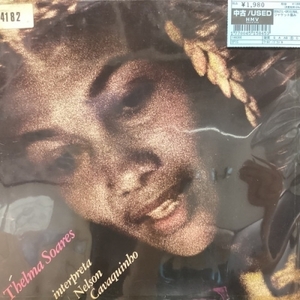 4182
中古/USED
HMV
¥1,980
Thelma Soares
interpreta
Nelson
Cavaquinho